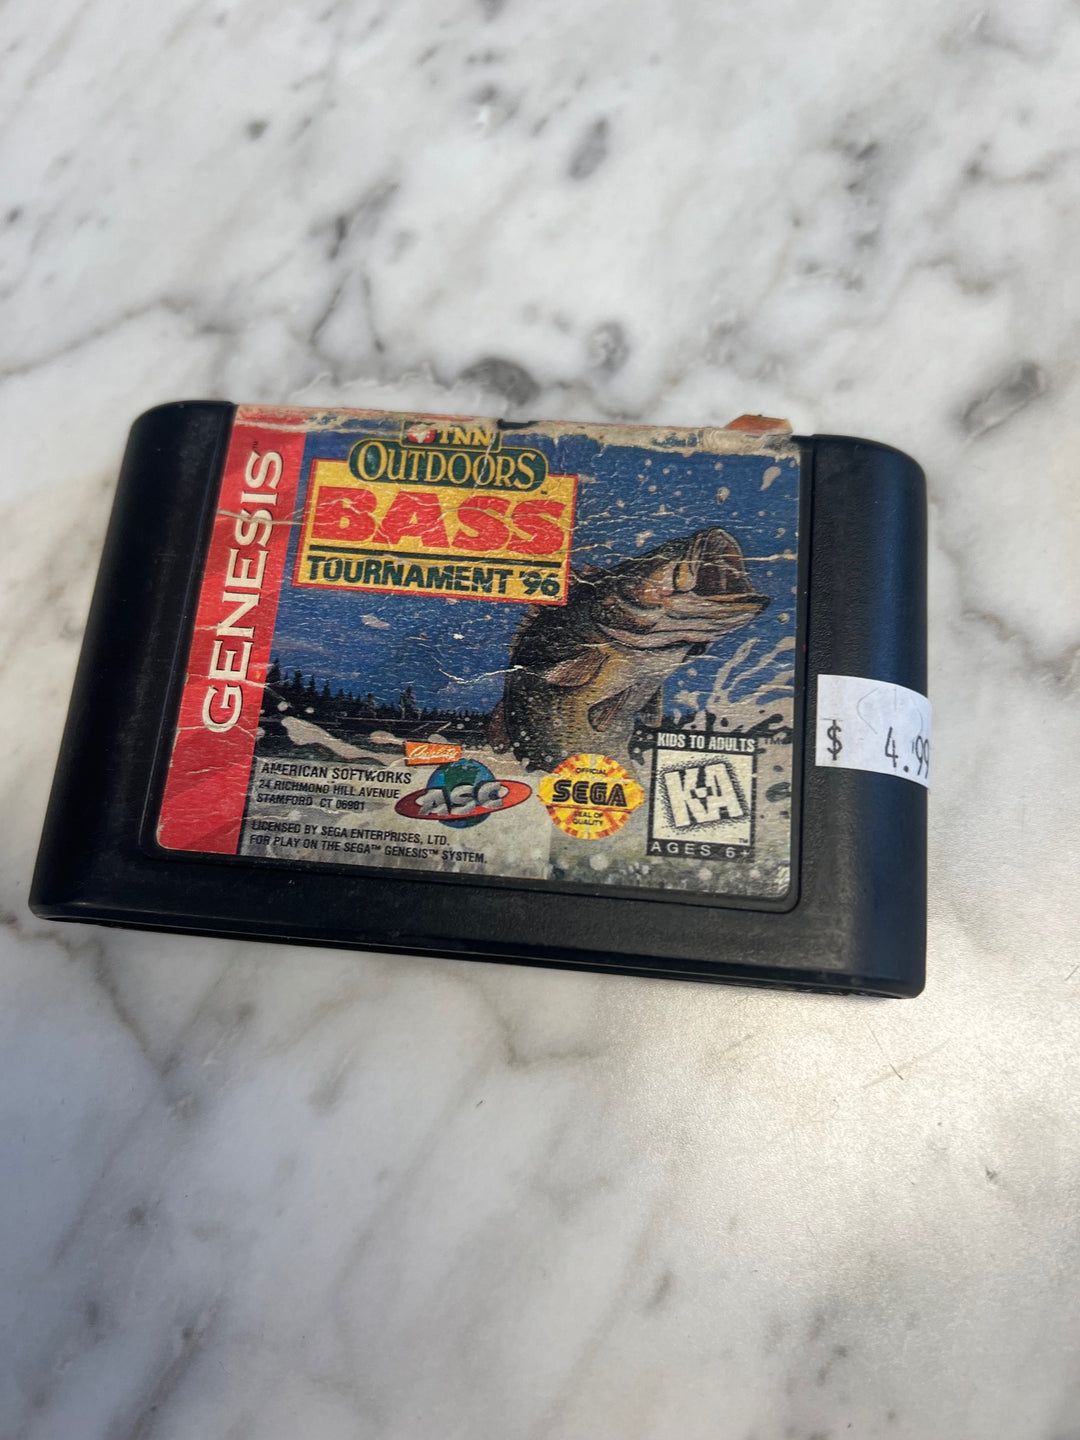 GENESIS™
TNN
OUTDOORS™
BASS
TOURNAMENT '96
KIDS TO ADULTS
K-A
AGES 6+
$ 4.99
AMERICAN SOFTWORKS
24 RICHMOND HILL AVENUE
STAMFORD CT 06901
ASC
OFFICIAL
SEGA
SEAL OF
QUALITY
LICENSED BY SEGA ENTERPRISES, LTD.
FOR PLAY ON THE SEGA™ GENESIS™ SYSTEM.